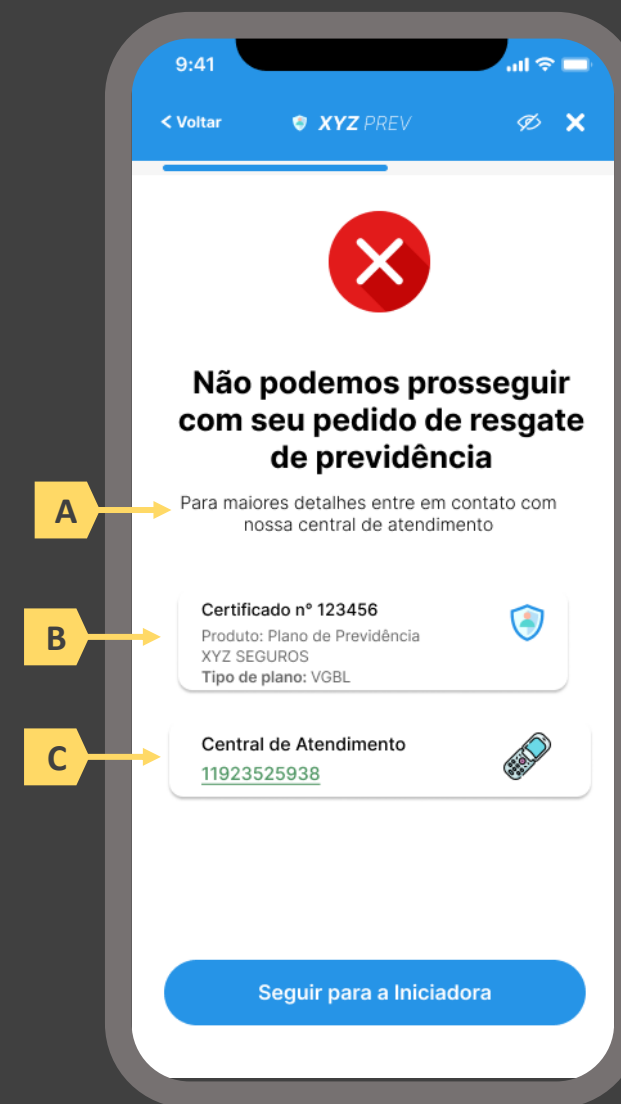 9:41
< Voltar
XYZ PREV
Não podemos prosseguir
com seu pedido de resgate
de previdência
A
Para maiores detalhes entre em contato com
nossa central de atendimento
B
Certificado n° 123456
Produto: Plano de Previdência
XYZ SEGUROS
Tipo de plano: VGBL
C
Central de Atendimento
11923525938
Seguir para a Iniciadora